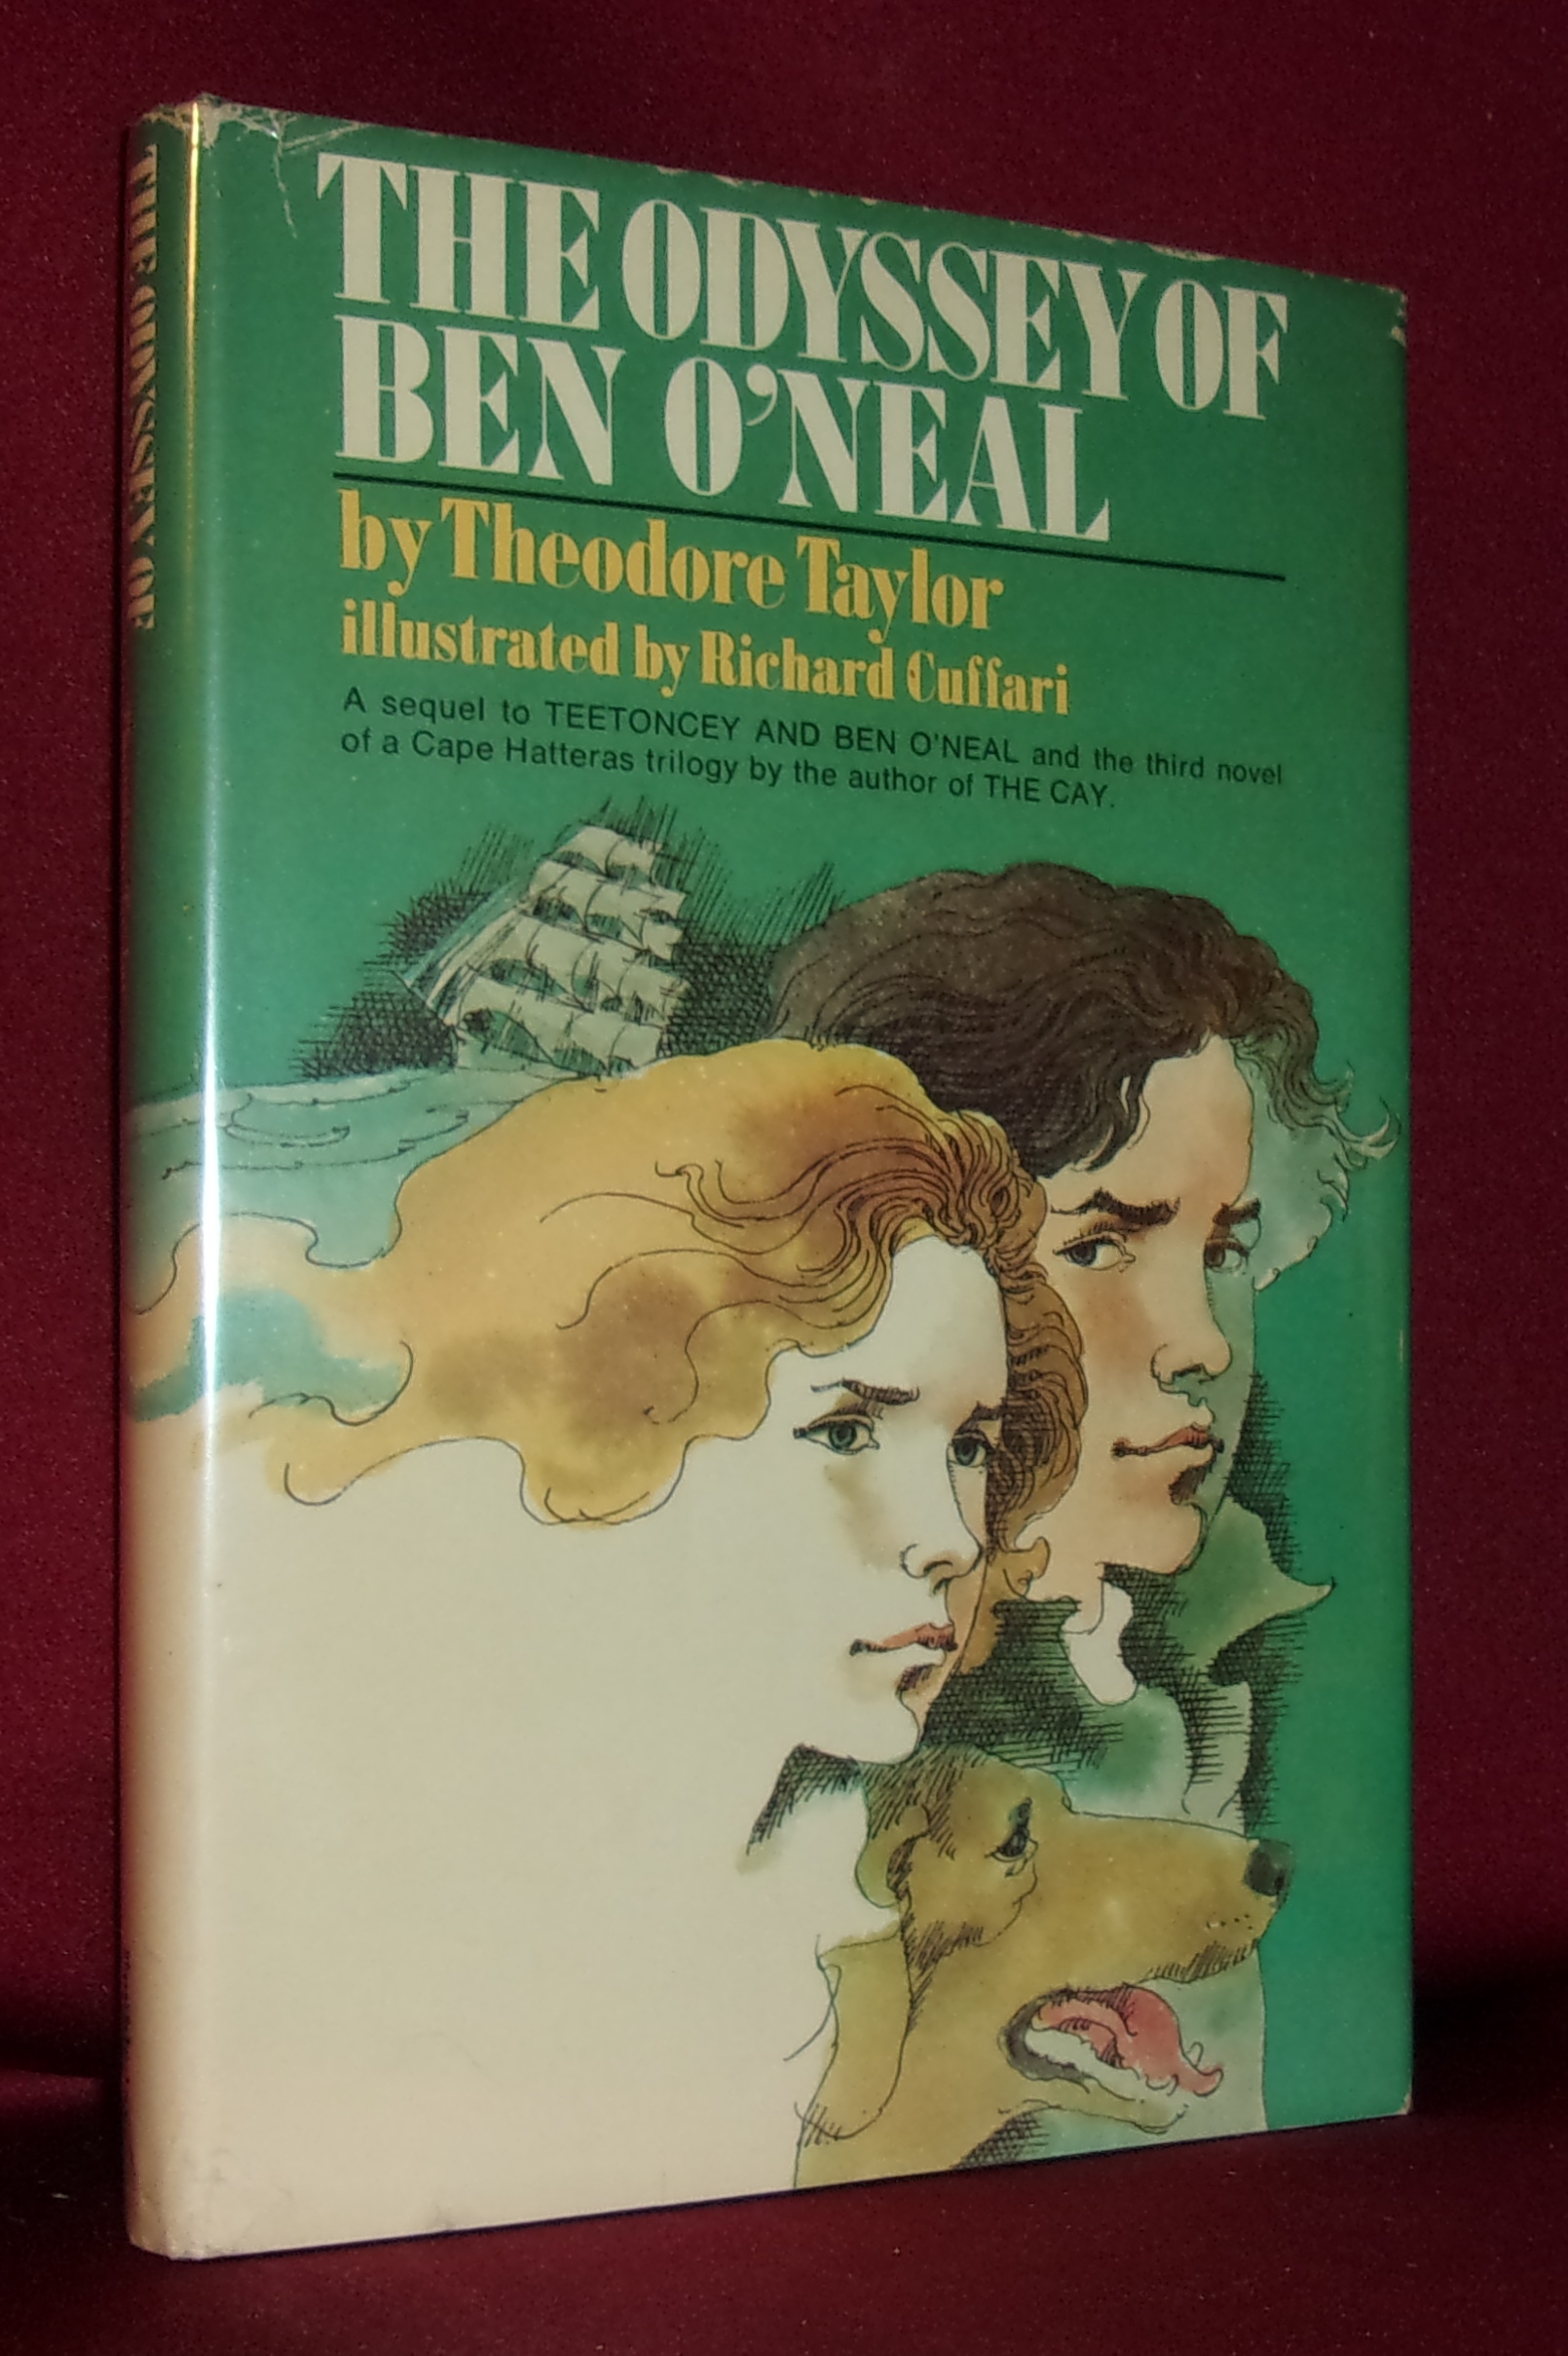 THE ODYSSEY OF
THE ODYSSEY OF
BEN O'NEAL
by Theodore Taylor
illustrated by Richard Cuffari
A sequel to TEETONCEY AND BEN O'NEAL and the third novel
of a Cape Hatteras trilogy by the author of THE CAY.